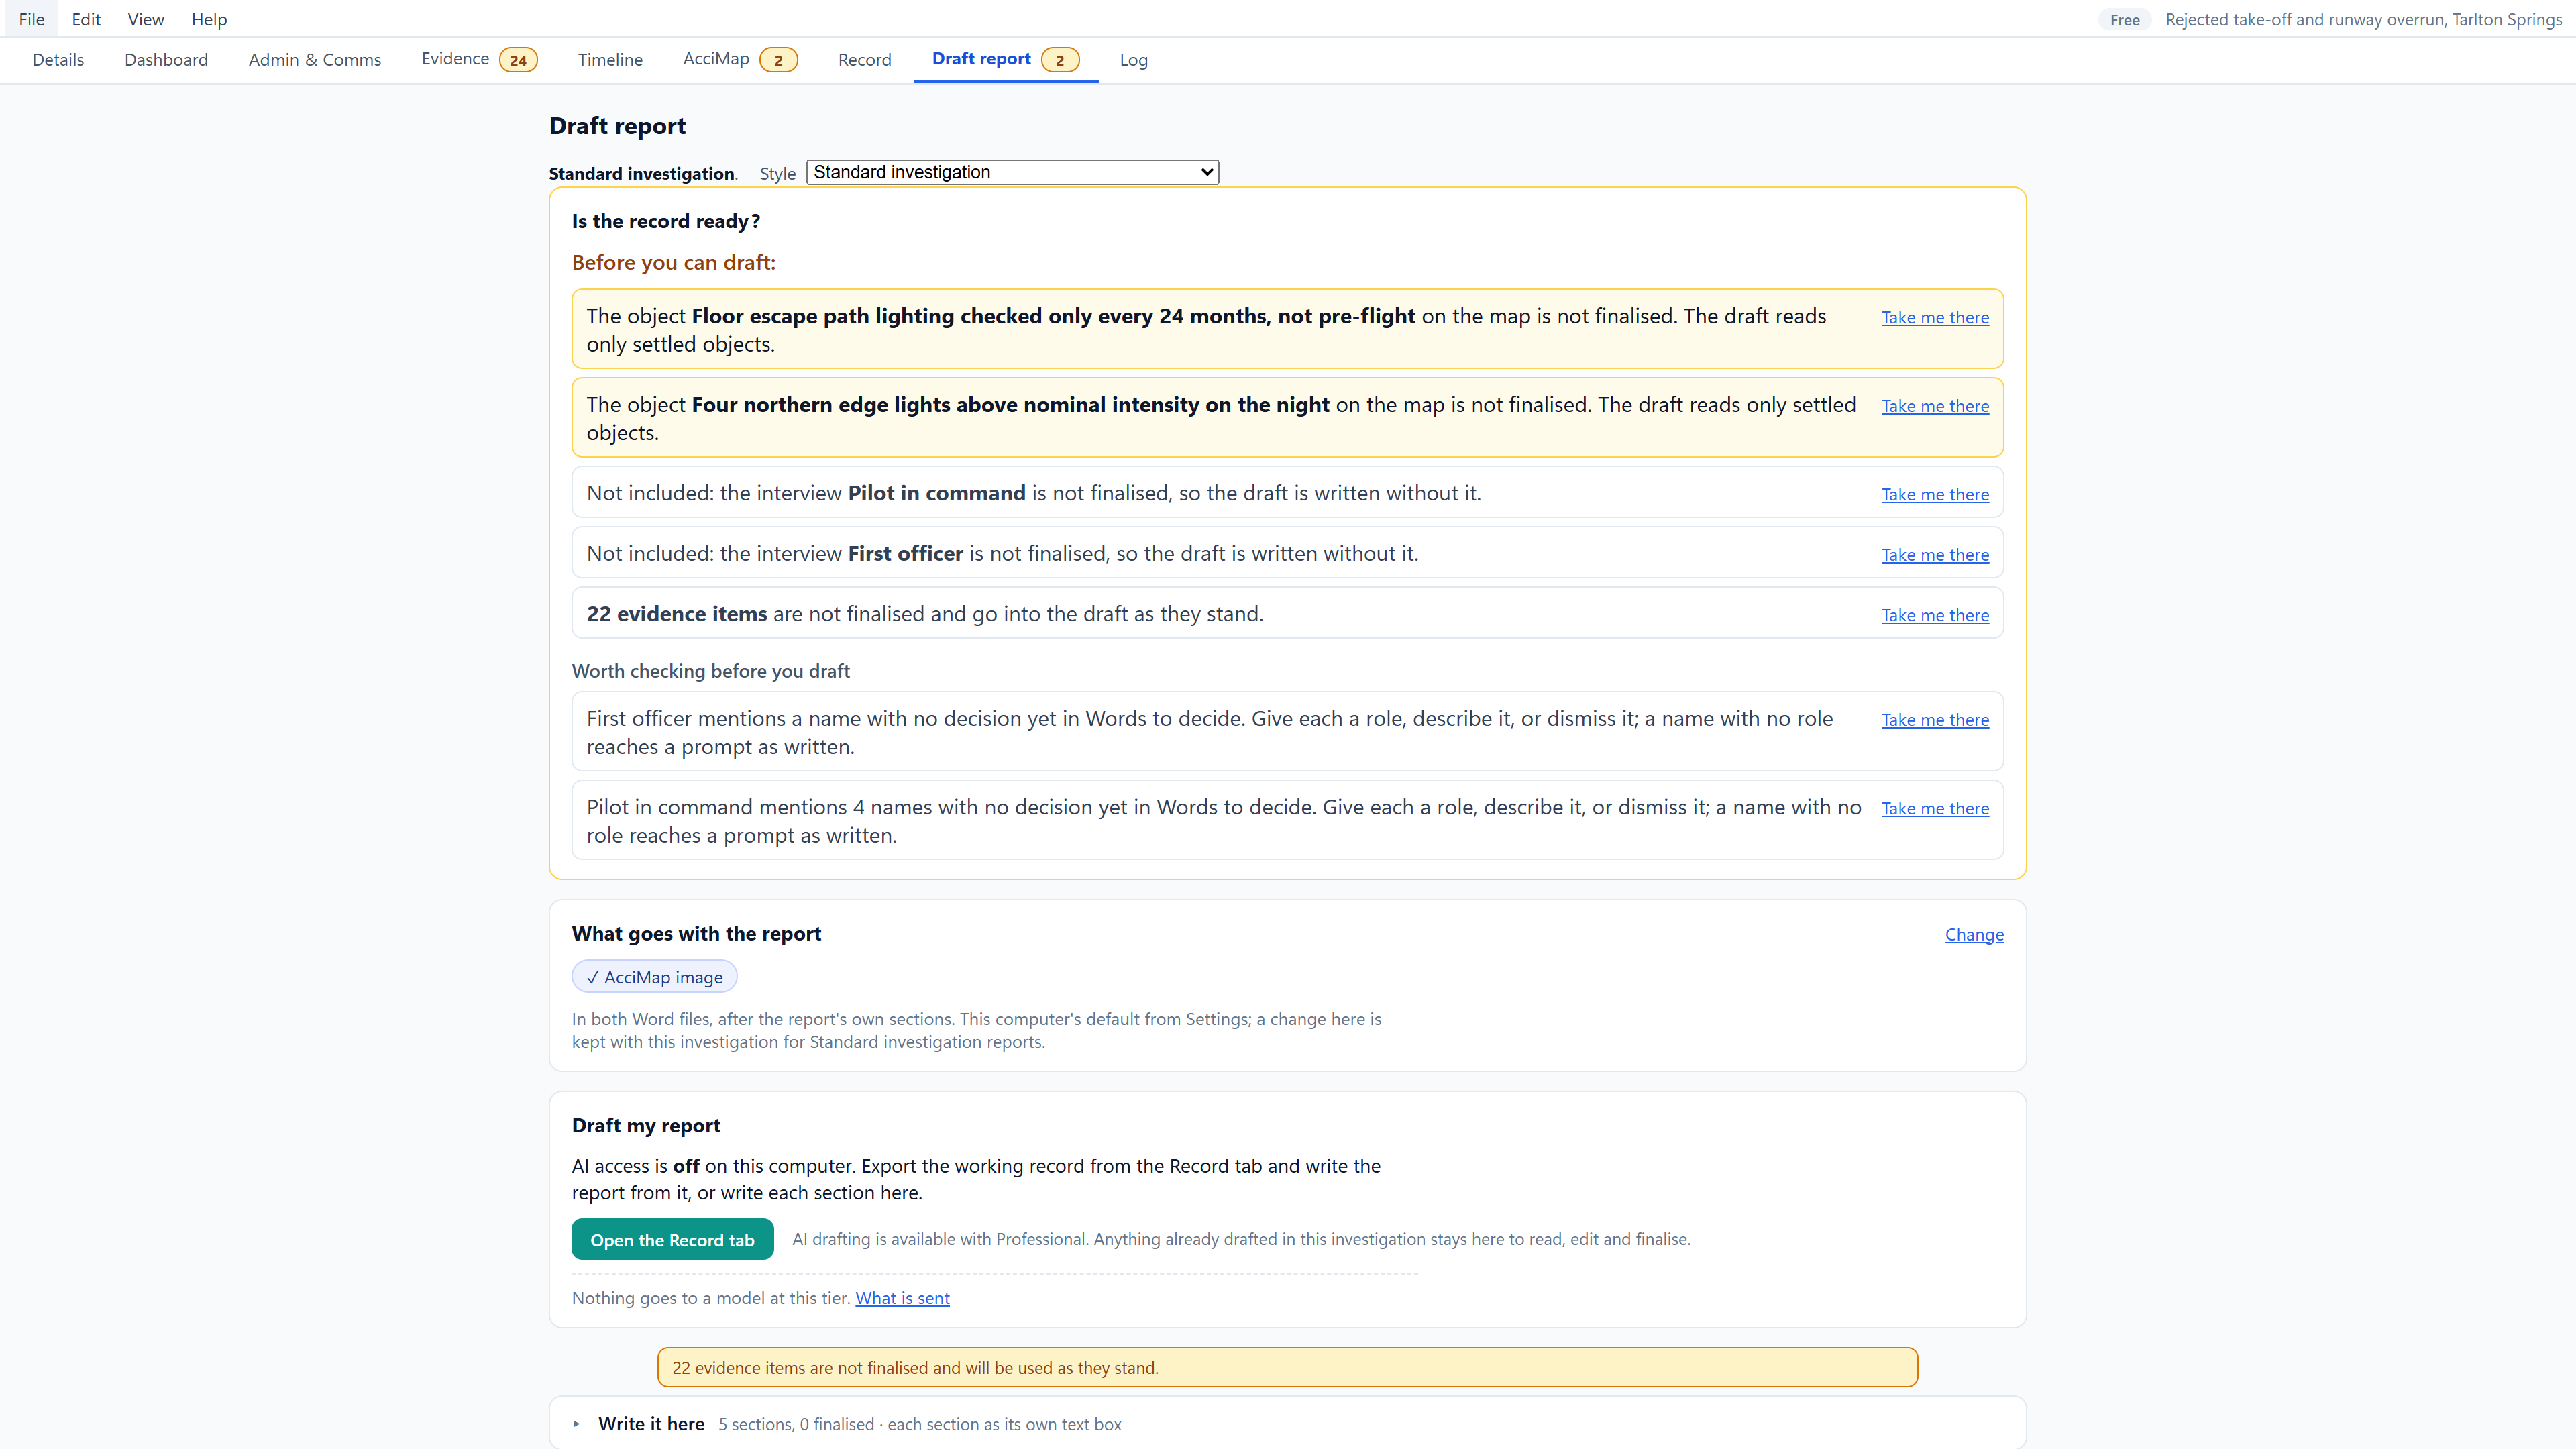 File Edit View Help
Free Rejected take-off and runway overrun, Tarlton Springs
Details Dashboard Admin & Comms Evidence 24 Timeline AcciMap 2 Record Draft report 2 Log
Draft report
Standard investigation. Style Standard investigation
Is the record ready?
Before you can draft:
The object Floor escape path lighting checked only every 24 months, not pre-flight on the map is not finalised. The draft reads Take me there
only settled objects.
The object Four northern edge lights above nominal intensity on the night on the map is not finalised. The draft reads only settled Take me there
objects.
Not included: the interview Pilot in command is not finalised, so the draft is written without it. Take me there
Not included: the interview First officer is not finalised, so the draft is written without it. Take me there
22 evidence items are not finalised and go into the draft as they stand. Take me there
Worth checking before you draft
First officer mentions a name with no decision yet in Words to decide. Give each a role, describe it, or dismiss it; a name with no role Take me there
reaches a prompt as written.
Pilot in command mentions 4 names with no decision yet in Words to decide. Give each a role, describe it, or dismiss it; a name with no Take me there
role reaches a prompt as written.
What goes with the report Change
✓ AcciMap image
In both Word files, after the report's own sections. This computer's default from Settings; a change here is
kept with this investigation for Standard investigation reports.
Draft my report
AI access is off on this computer. Export the working record from the Record tab and write the
report from it, or write each section here.
Open the Record tab AI drafting is available with Professional. Anything already drafted in this investigation stays here to read, edit and finalise.
Nothing goes to a model at this tier. What is sent
22 evidence items are not finalised and will be used as they stand.
Write it here 5 sections, 0 finalised · each section as its own text box